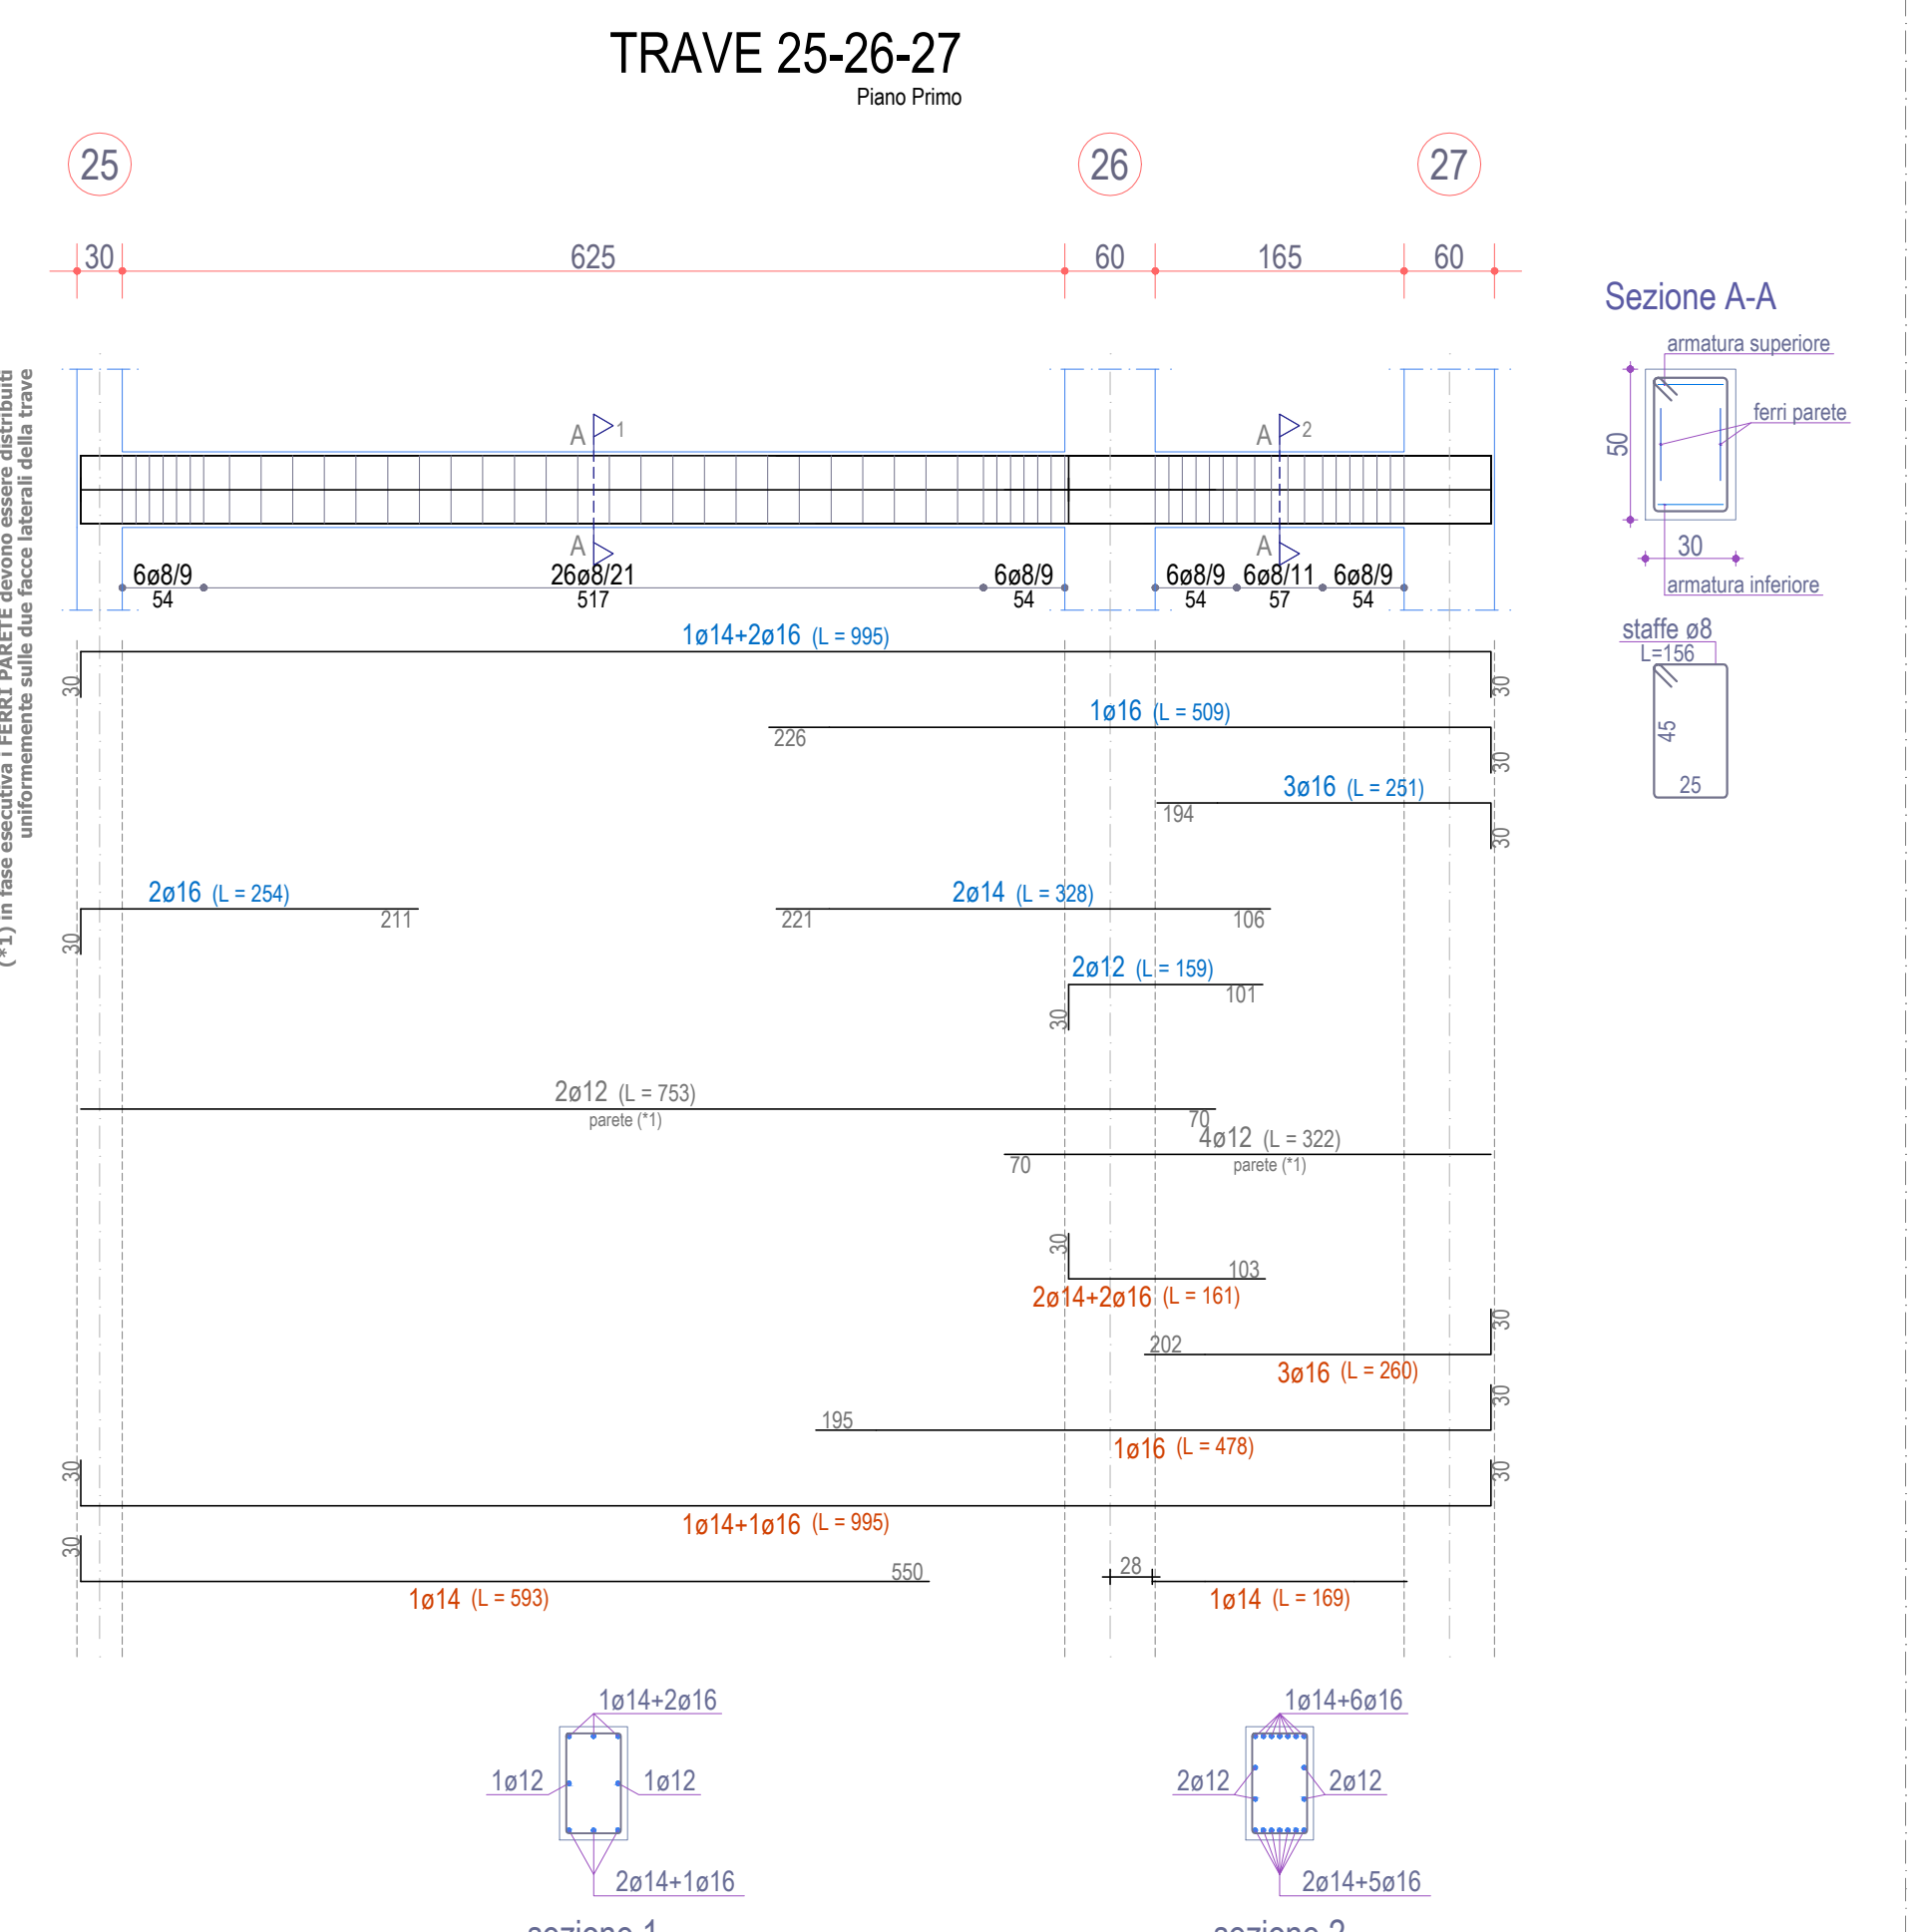 TRAVE 25-26-27
Piano Primo
25
26
27
30
625
60
165
60
(*1) in fase esecutiva i FERRI PARETE devono essere distribuiti
uniformemente sulle due facce laterali della trave
A
1
A
2
A
A
6ø8/9
26ø8/21
6ø8/9
6ø8/9
6ø8/11
6ø8/9
54
517
54
54
57
54
Sezione A-A
armatura superiore
ferri parete
50
30
armatura inferiore
staffe ø8
L=156
45
25
1ø14+2ø16 (L = 995)
30
30
1ø16 (L = 509)
226
30
3ø16 (L = 251)
194
30
2ø16 (L = 254)
211
30
2ø14 (L = 328)
221
106
2ø12 (L = 159)
101
30
2ø12 (L = 753)
parete (*1)
70
4ø12 (L = 322)
70
parete (*1)
30
103
2ø14+2ø16 (L = 161)
30
202
3ø16 (L = 260)
30
195
1ø16 (L = 478)
30
30
1ø14+1ø16 (L = 995)
30
550
1ø14 (L = 593)
28
1ø14 (L = 169)
1ø14+2ø16
1ø12
1ø12
2ø14+1ø16
sezione 1
1ø14+6ø16
2ø12
2ø12
2ø14+5ø16
sezione 2